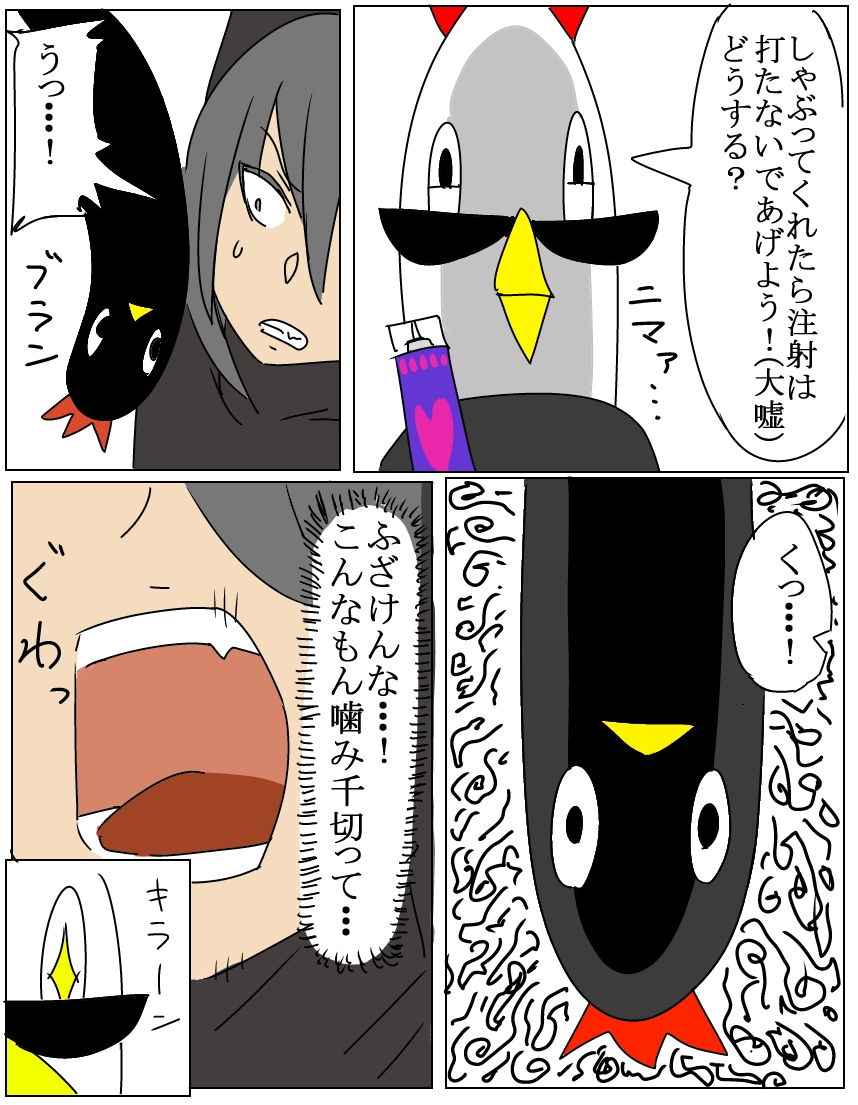 しゃぶってくれたら注射は
打たないであげよう！（大嘘）
どうする？
ニマァ…
うっ…！
ブラン
くっ…！
ふざけんな…！
こんなもん噛み千切って…
ぐわっ
キラーン